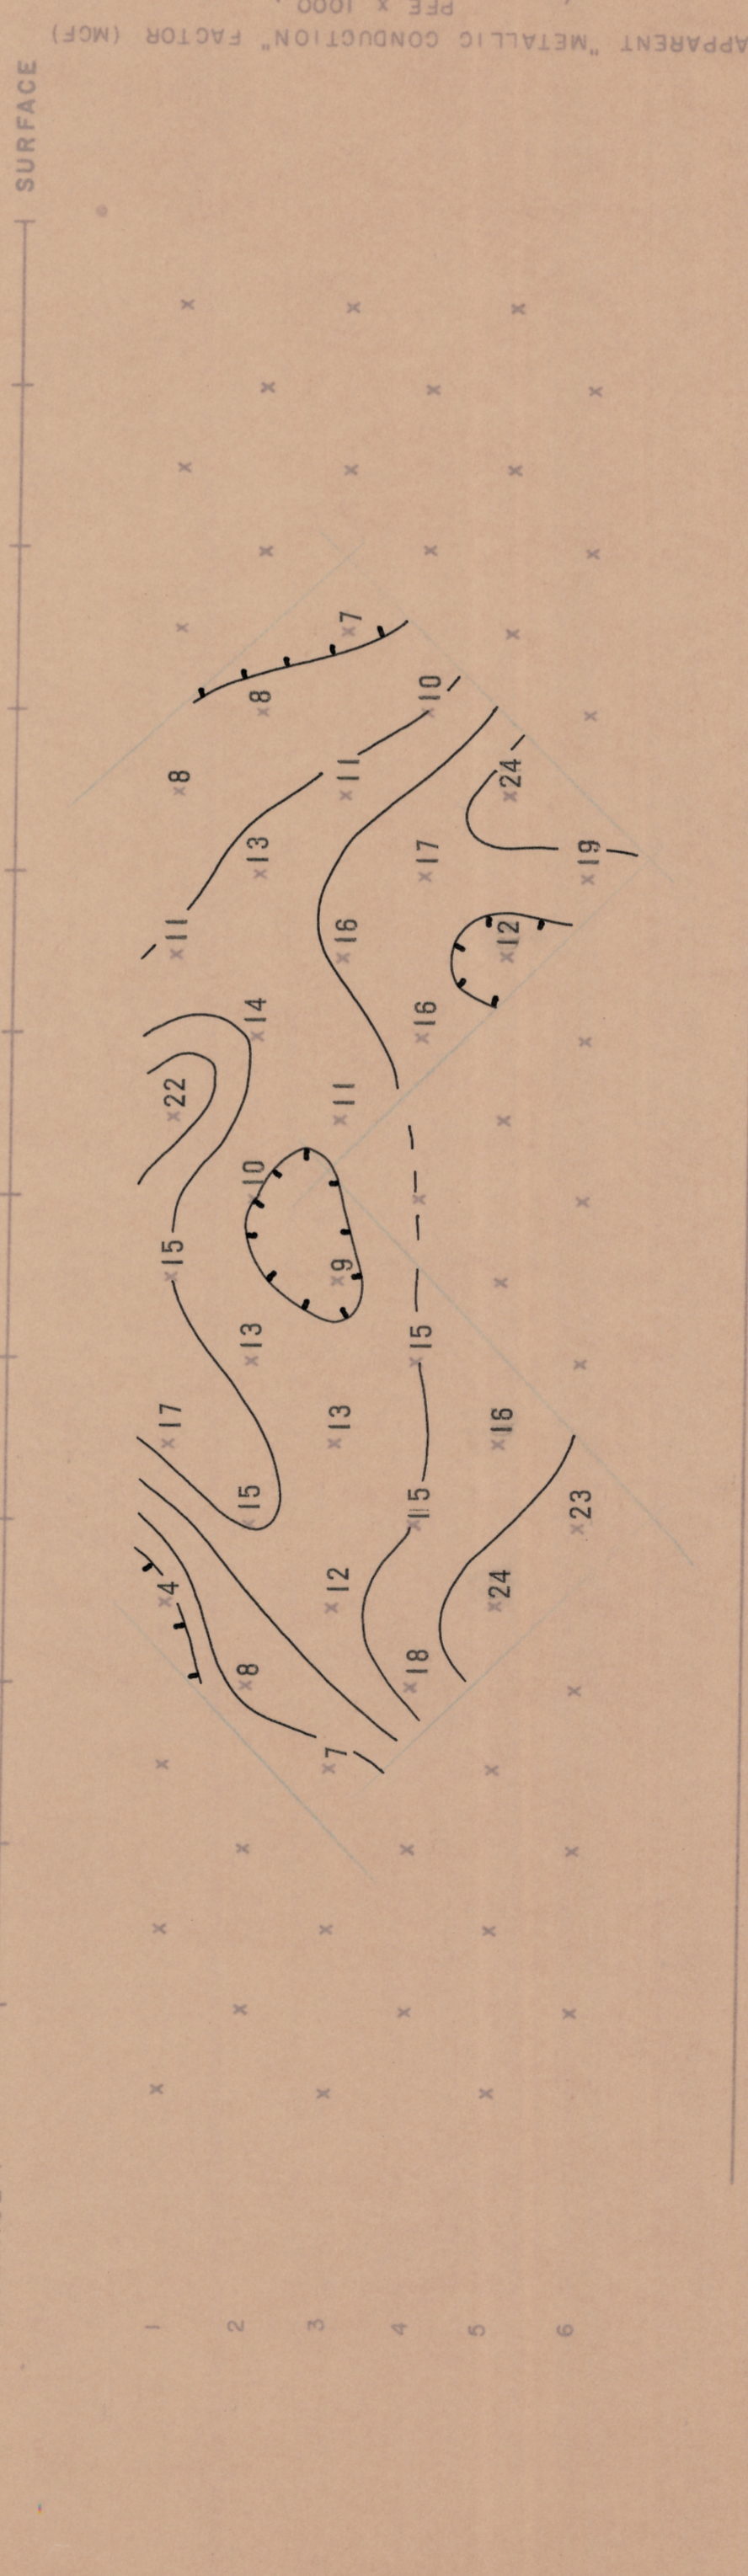 SURFACE
1 4 17 15 22 11 8
2 8 15 13 10 14 13 8
3 7 12 13 9 11 16 11 7
4 18 15 15 16 17 10
5 24 16 12 24
6 23 19
APPARENT "METALLIC CONDUCTION" FACTOR (MCF)
PFE x 1000